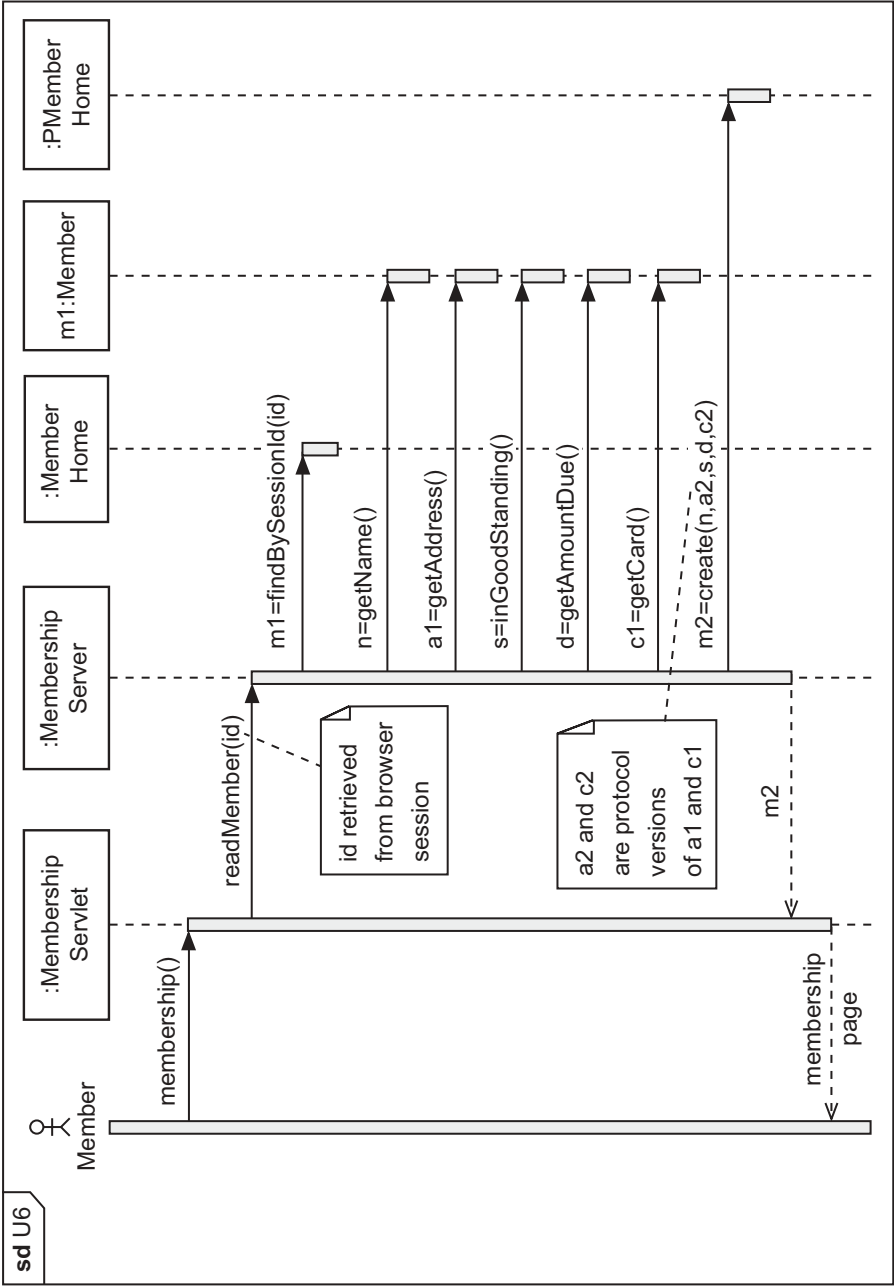 sd U6
Member
:Membership
Servlet
:Membership
Server
:Member
Home
m1:Member
:PMember
Home
membership()
readMember(id)
m1=findBySessionId(id)
id retrieved
from browser
session
n=getName()
a1=getAddress()
s=inGoodStanding()
d=getAmountDue()
c1=getCard()
m2=create(n,a2,s,d,c2)
a2 and c2
are protocol
versions
of a1 and c1
m2
membership
page